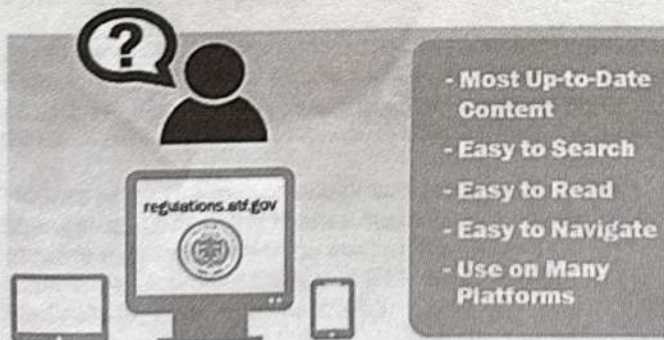 ?
regulations.atf.gov
- Most Up-to-Date
Content
- Easy to Search
- Easy to Read
- Easy to Navigate
- Use on Many
Platforms